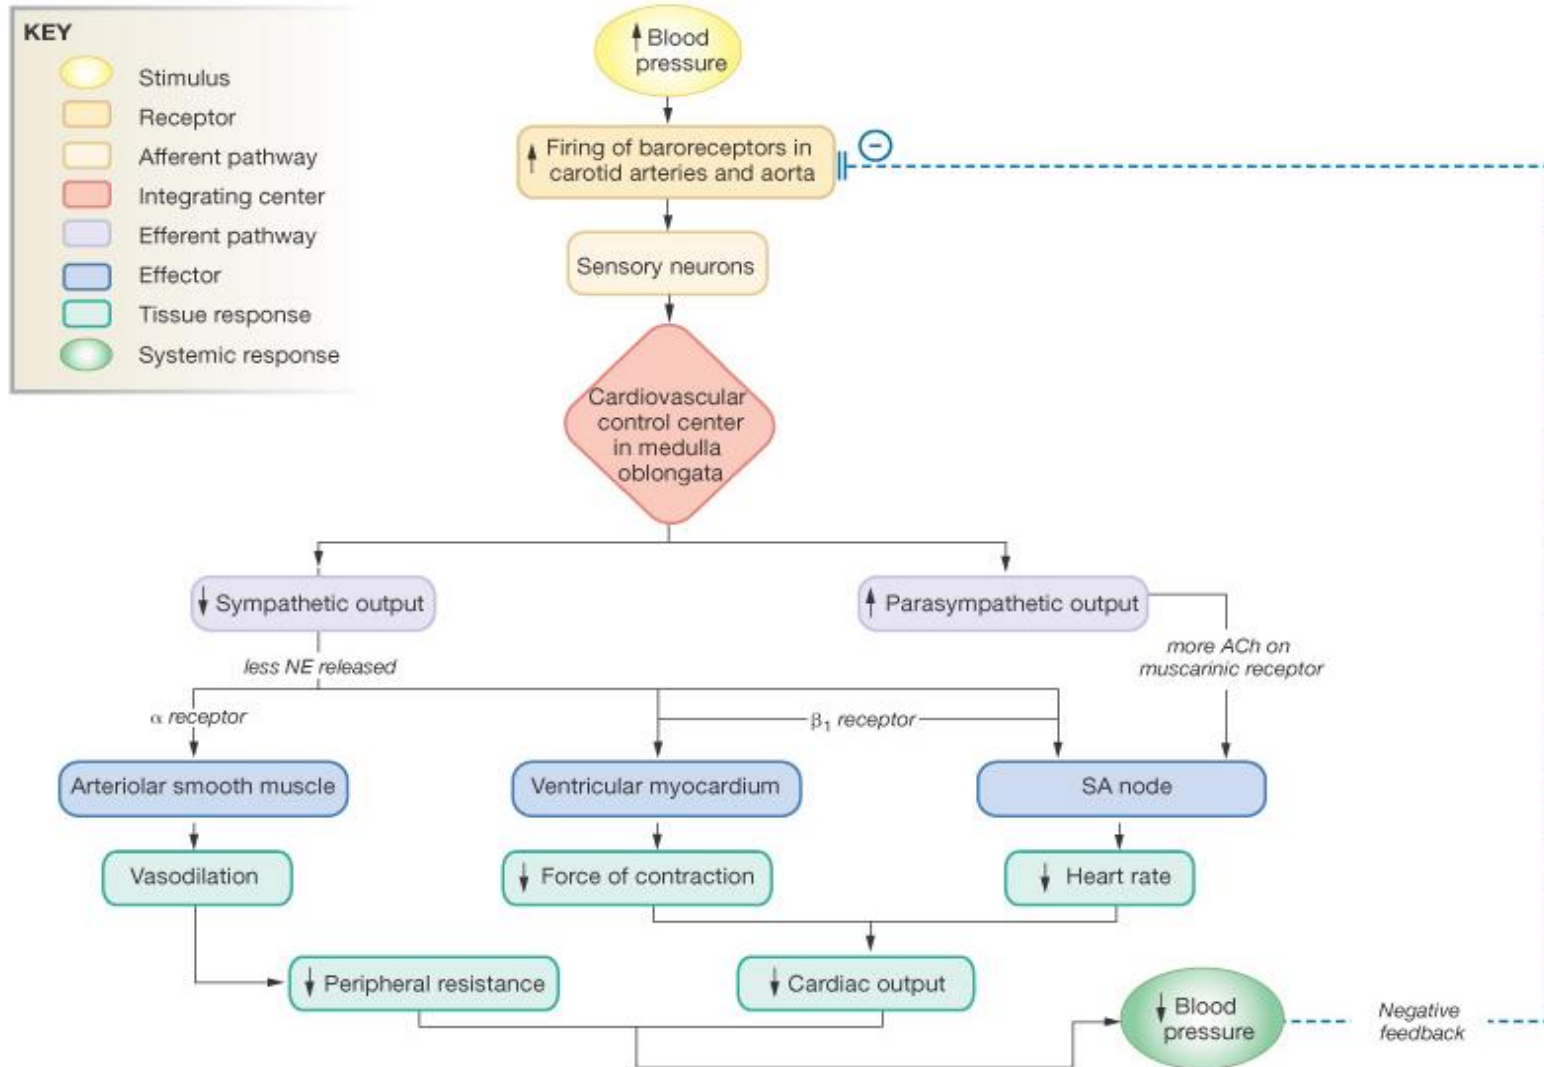 KEY
Stimulus
Receptor
Afferent pathway
Integrating center
Efferent pathway
Effector
Tissue response
Systemic response
↑ Blood
pressure
↑ Firing of baroreceptors in
carotid arteries and aorta
−
Sensory neurons
Cardiovascular
control center
in medulla
oblongata
↓ Sympathetic output
↑ Parasympathetic output
less NE released
more ACh on
muscarinic receptor
α receptor
β₁ receptor
Arteriolar smooth muscle
Ventricular myocardium
SA node
Vasodilation
↓ Force of contraction
↓ Heart rate
↓ Peripheral resistance
↓ Cardiac output
↓ Blood
pressure
Negative
feedback